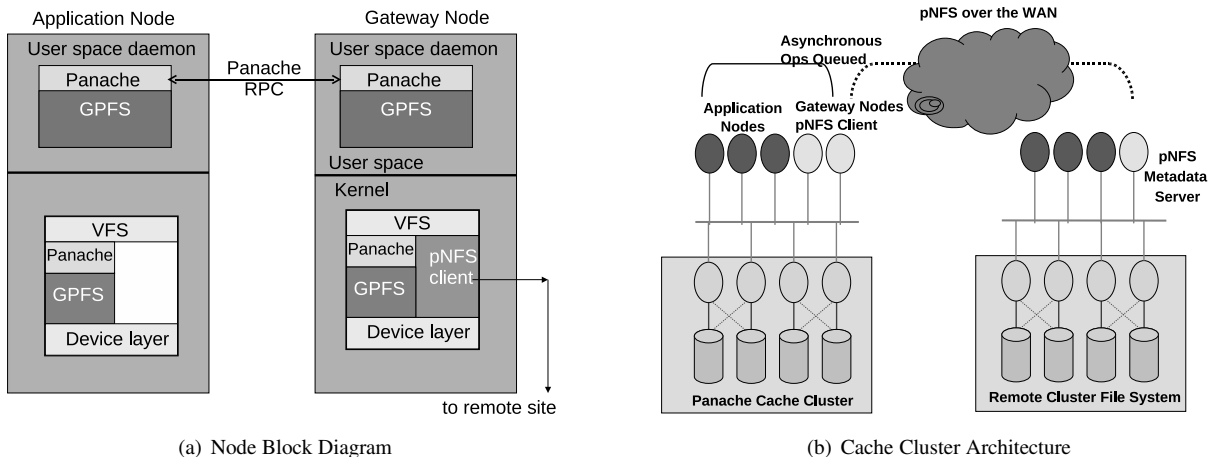 Application Node
User space daemon
Panache
GPFS
VFS
Panache
GPFS
Device layer
Panache
RPC
Gateway Node
User space daemon
Panache
GPFS
User space
Kernel
VFS
Panache
pNFS
client
GPFS
Device layer
to remote site
(a) Node Block Diagram
pNFS over the WAN
Asynchronous
Ops Queued
Application
Nodes
Gateway Nodes
pNFS Client
pNFS
Metadata
Server
Panache Cache Cluster
Remote Cluster File System
(b) Cache Cluster Architecture